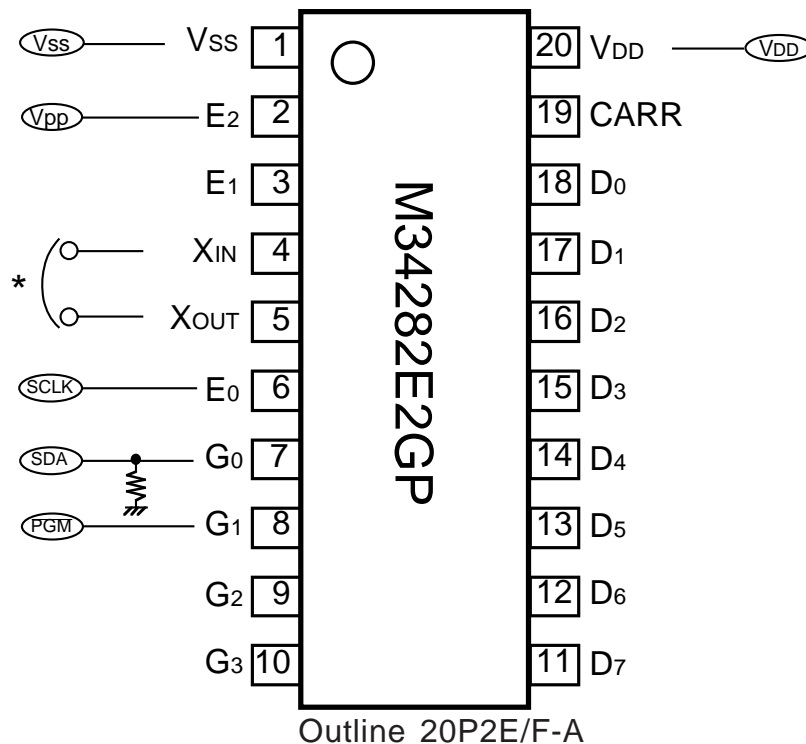 Vss VSS 1 20 VDD VDD
Vpp E2 2 19 CARR
E1 3 18 D0
XIN 4 17 D1
*
XOUT 5 16 D2
SCLK E0 6 15 D3
SDA G0 7 14 D4
PGM G1 8 13 D5
G2 9 12 D6
G3 10 11 D7
M34282E2GP
Outline 20P2E/F-A